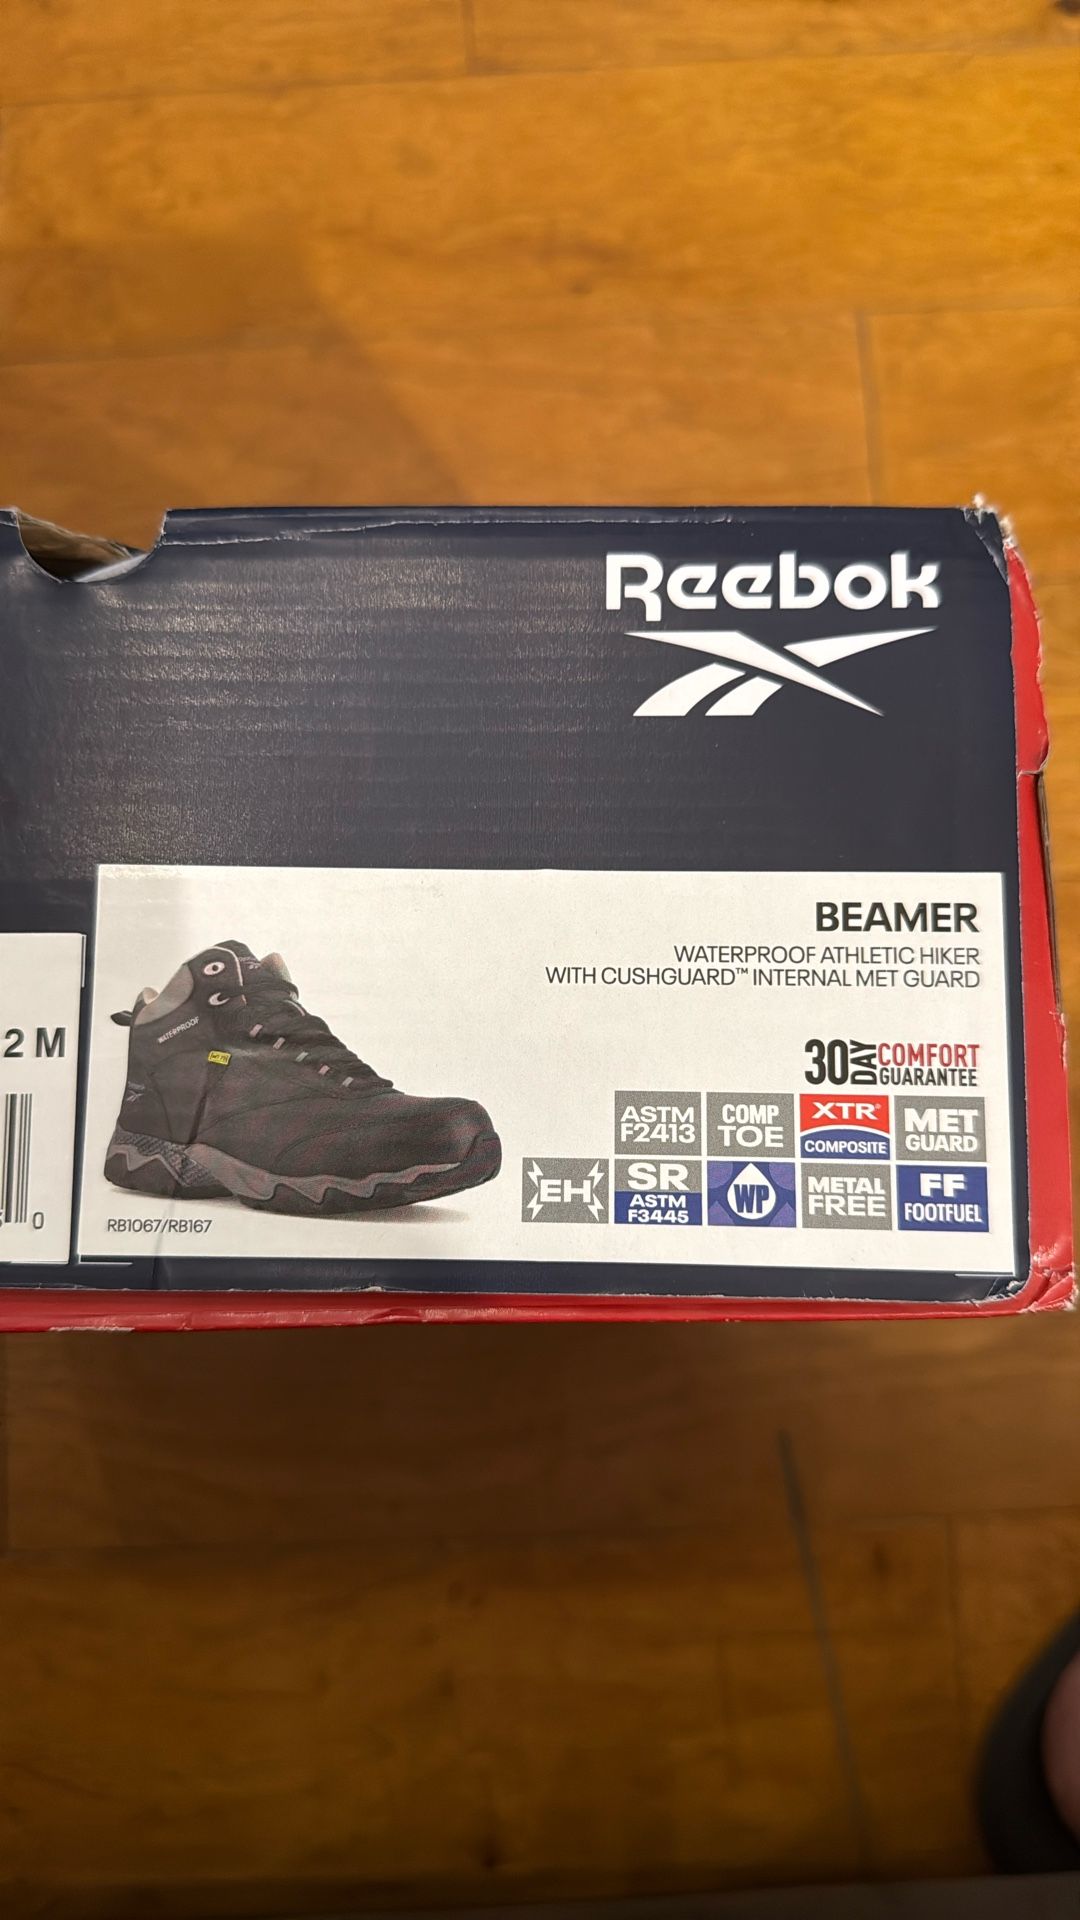 Reebok
BEAMER
WATERPROOF ATHLETIC HIKER
WITH CUSHGUARD™ INTERNAL MET GUARD
2 M
WATERPROOF
30 DAY COMFORT
GUARANTEE
ASTM
F2413
COMP
TOE
XTR®
COMPOSITE
MET
GUARD
EH
SR
ASTM
F3445
WP
METAL
FREE
FF
FOOTFUEL
RB1067/RB167
0